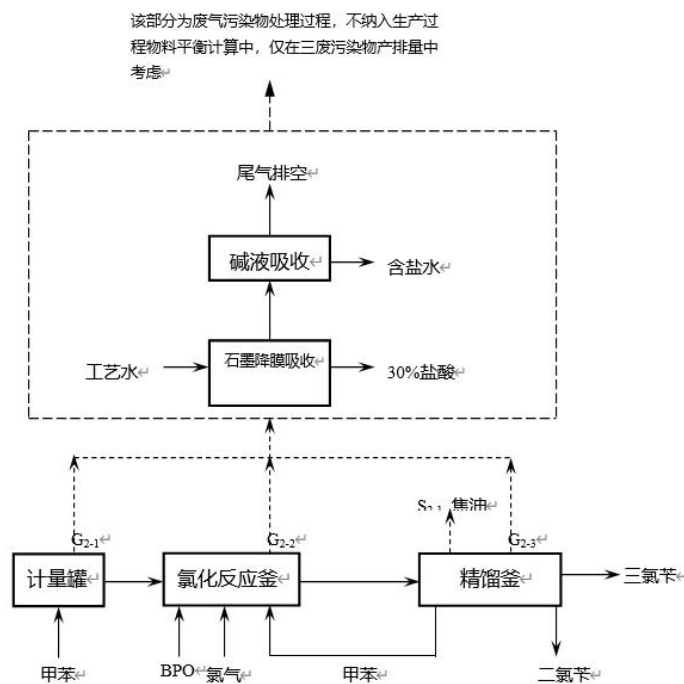 该部分为废气污染物处理过程，不纳入生产过
程物料平衡计算中，仅在三废污染物产排量中
考虑↵
尾气排空↵
碱液吸收↵
含盐水↵
工艺水↵
石墨降膜吸收↵
30%盐酸↵
S2-1 焦油↵
G2-1↵
G2-2↵
G2-3↵
计量罐↵
氯化反应釜↵
精馏釜↵
三氯苄↵
甲苯↵
BPO↵
氯气↵
甲苯↵
二氯苄↵